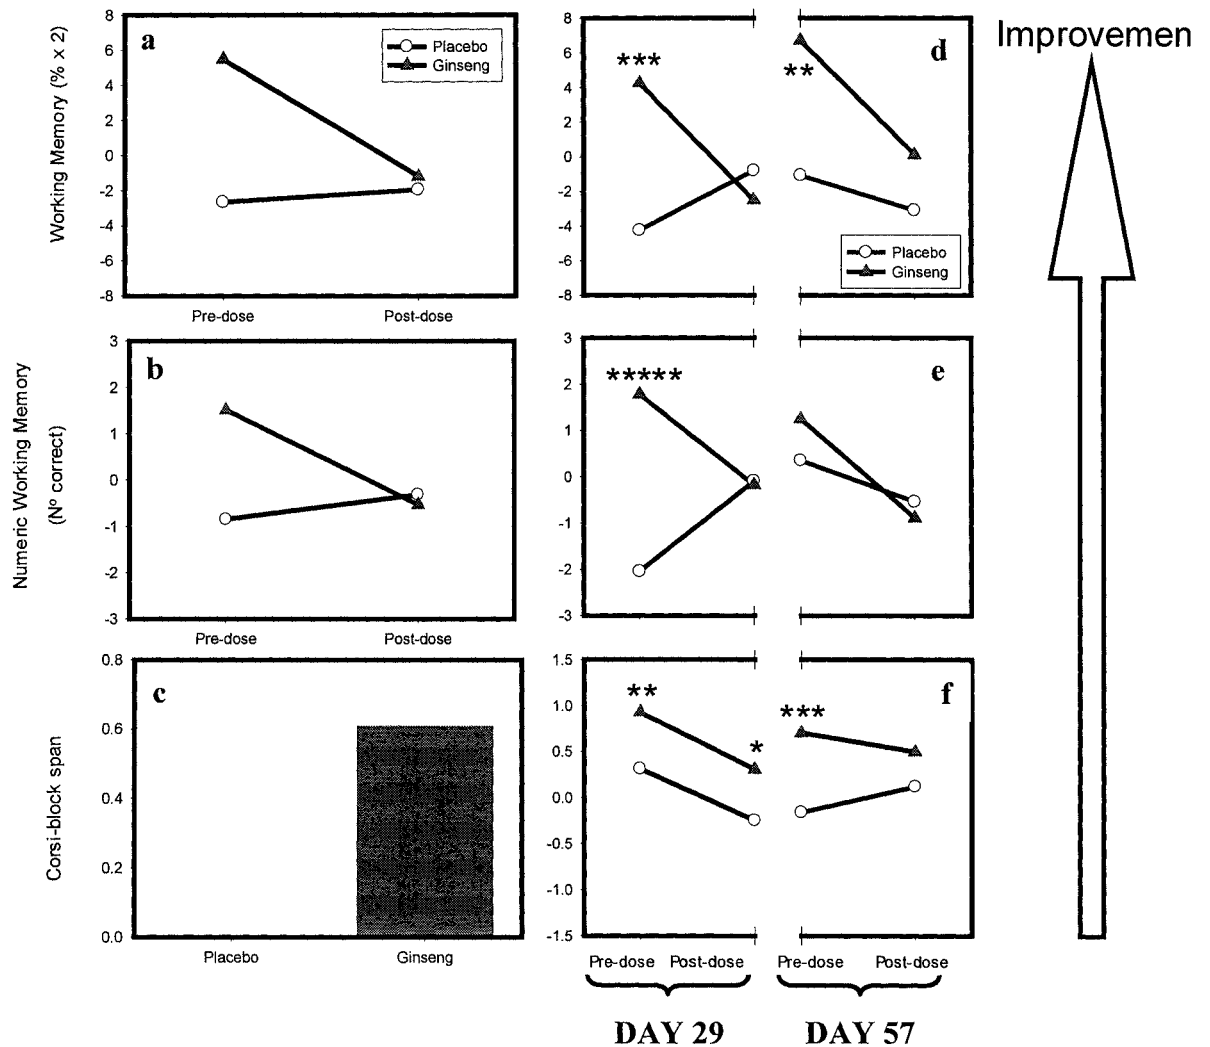 Working Memory (% x 2)
8
6
4
2
0
-2
-4
-6
-8
a
Placebo
Ginseng
Pre-dose
Post-dose
8
6
4
2
0
-2
-4
-6
-8
***
**
d
Placebo
Ginseng
Improvemen
Numeric Working Memory
(Nº correct)
3
2
1
0
-1
-2
-3
b
Pre-dose
Post-dose
3
2
1
0
-1
-2
-3
*****
e
Corsi-block span
0.8
0.6
0.4
0.2
0.0
c
Placebo
Ginseng
1.5
1.0
0.5
0.0
-0.5
-1.0
-1.5
**
*
***
f
Pre-dose
Post-dose
Pre-dose
Post-dose
DAY 29
DAY 57